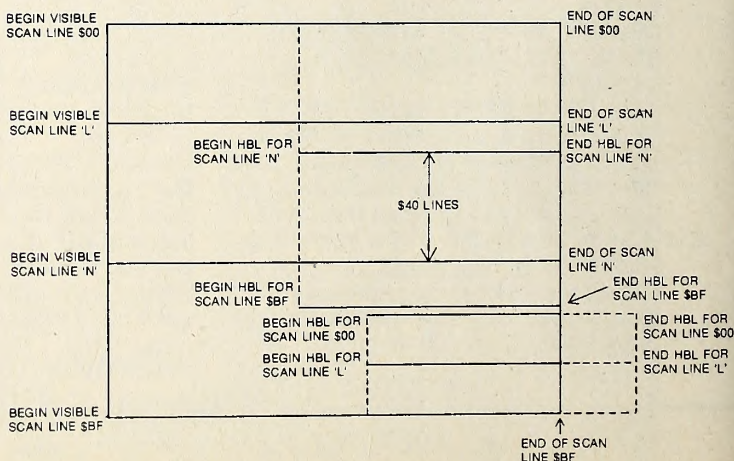 BEGIN VISIBLE
SCAN LINE $00
END OF SCAN
LINE $00
BEGIN VISIBLE
SCAN LINE 'L'
END OF SCAN
LINE 'L'
BEGIN HBL FOR
SCAN LINE 'N'
END HBL FOR
SCAN LINE 'N'
$40 LINES
BEGIN VISIBLE
SCAN LINE 'N'
END OF SCAN
LINE 'N'
BEGIN HBL FOR
SCAN LINE $BF
END HBL FOR
SCAN LINE $BF
BEGIN HBL FOR
SCAN LINE $00
END HBL FOR
SCAN LINE $00
BEGIN HBL FOR
SCAN LINE 'L'
END HBL FOR
SCAN LINE 'L'
BEGIN VISIBLE
SCAN LINE $BF
END OF SCAN
LINE $BF